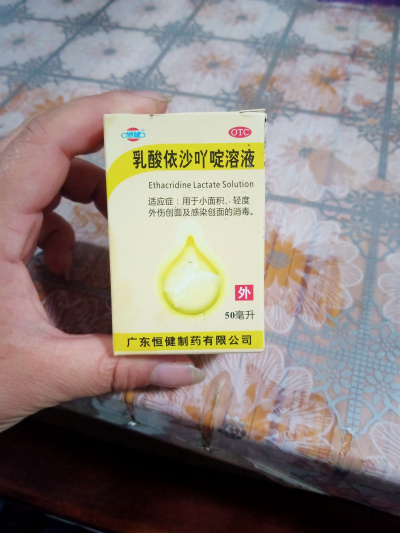 恒健
OTC
乳酸依沙吖啶溶液
Ethacridine Lactate Solution
适应症：用于小面积、轻度
外伤创面及感染创面的消毒。
外
50毫升
广东恒健制药有限公司